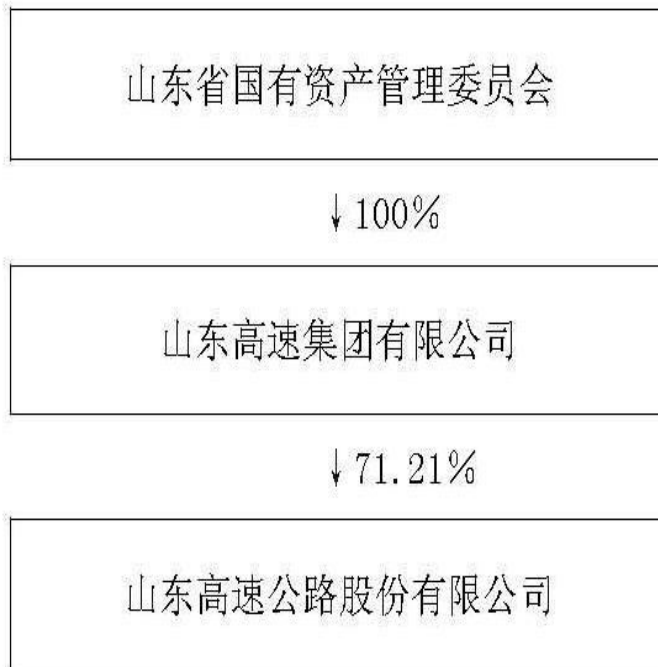 山东省国有资产管理委员会
↓100%
山东高速集团有限公司
↓71.21%
山东高速公路股份有限公司